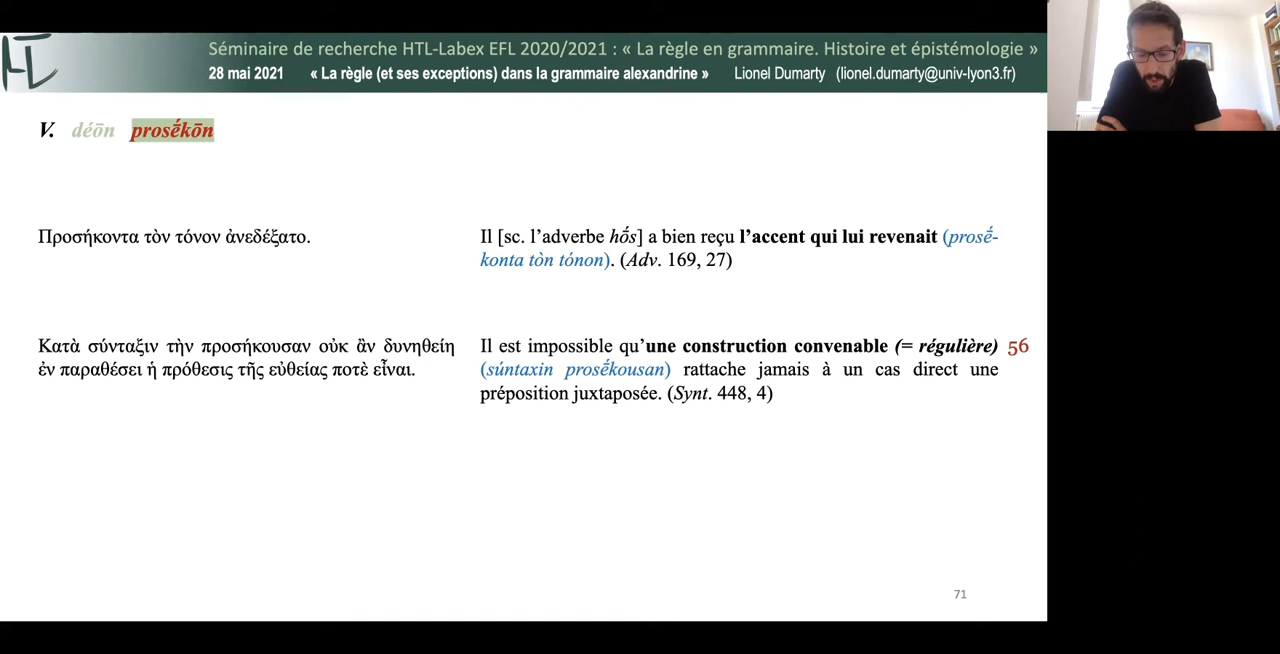 HTL
Séminaire de recherche HTL-Labex EFL 2020/2021 : « La règle en grammaire. Histoire et épistémologie »
28 mai 2021 « La règle (et ses exceptions) dans la grammaire alexandrine » Lionel Dumarty (lionel.dumarty@univ-lyon3.fr)
V. déōn prosḗkōn
Προσήκοντα τὸν τόνον ἀνεδέξατο.
Il [sc. l’adverbe hṓs] a bien reçu l’accent qui lui revenait (prosḗ-
konta tòn tónon). (Adv. 169, 27)
Κατὰ σύνταξιν τὴν προσήκουσαν οὐκ ἂν δυνηθείη
ἐν παραθέσει ἡ πρόθεσις τῆς εὐθείας ποτὲ εἶναι.
Il est impossible qu’une construction convenable (= régulière) 56
(súntaxin prosḗkousan) rattache jamais à un cas direct une
préposition juxtaposée. (Synt. 448, 4)
71